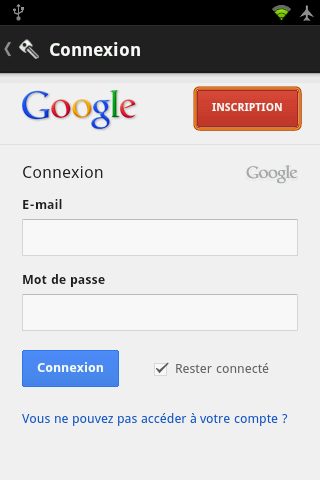 Connexion
Google
INSCRIPTION
Connexion
Google
E-mail
Mot de passe
Connexion
Rester connecté
Vous ne pouvez pas accéder à votre compte ?